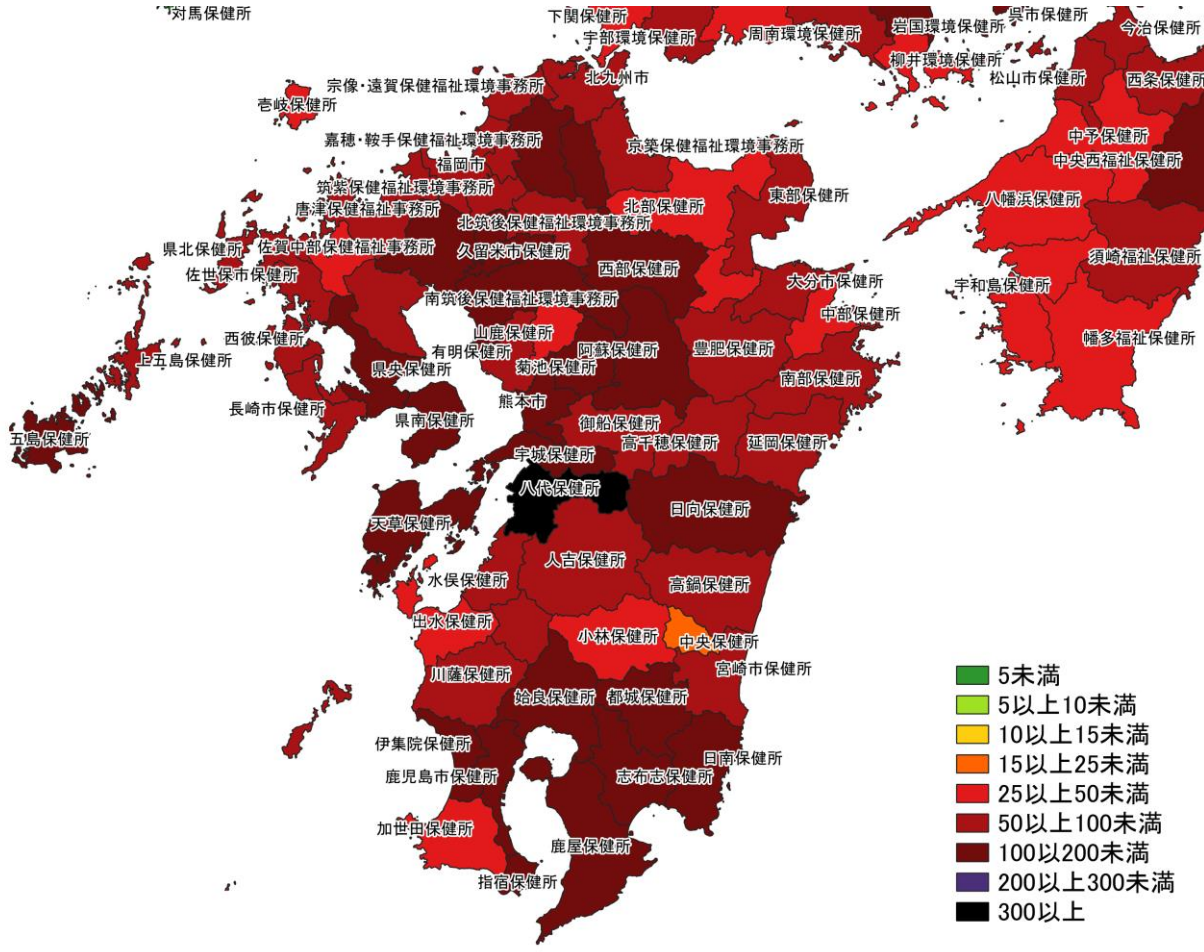 対馬保健所
下関保健所
宇部環境保健所
周南環境保健所
岩国環境保健所
呉市保健所
今治保健所
柳井環境保健所
松山市保健所
西条保健所
北九州市
宗像・遠賀保健福祉環境事務所
壱岐保健所
嘉穂・鞍手保健福祉環境事務所
京築保健福祉環境事務所
中予保健所
中央西福祉保健所
福岡市
筑紫保健福祉環境事務所
東部保健所
八幡浜保健所
唐津保健福祉事務所
北部保健所
北筑後保健福祉環境事務所
県北保健所
佐賀中部保健福祉事務所
久留米市保健所
須崎福祉保健所
佐世保市保健所
西部保健所
大分市保健所
宇和島保健所
南筑後保健福祉環境事務所
中部保健所
西彼保健所
山鹿保健所
幡多福祉保健所
上五島保健所
有明保健所
阿蘇保健所
豊肥保健所
県央保健所
菊池保健所
南部保健所
長崎市保健所
熊本市
県南保健所
御船保健所
五島保健所
高千穂保健所
延岡保健所
宇城保健所
八代保健所
天草保健所
日向保健所
人吉保健所
水俣保健所
高鍋保健所
出水保健所
小林保健所
中央保健所
宮崎市保健所
川薩保健所
姶良保健所
都城保健所
伊集院保健所
日南保健所
鹿児島市保健所
志布志保健所
加世田保健所
鹿屋保健所
指宿保健所
5未満
5以上10未満
10以上15未満
15以上25未満
25以上50未満
50以上100未満
100以200未満
200以上300未満
300以上